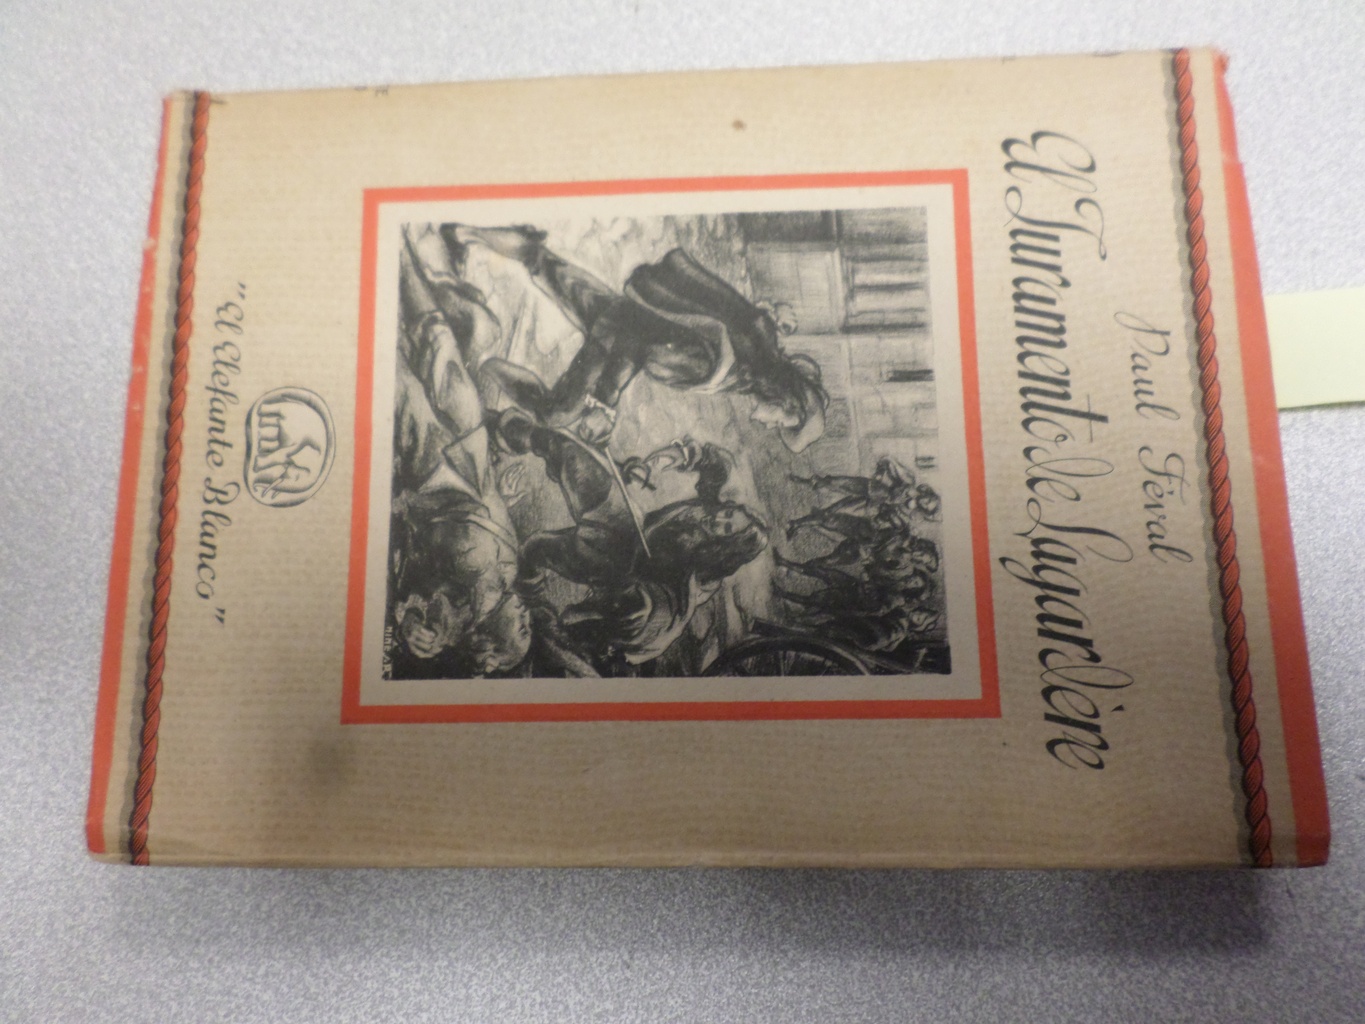 Paul Féval
El Juramento de Lagardère
"El Elefante Blanco"